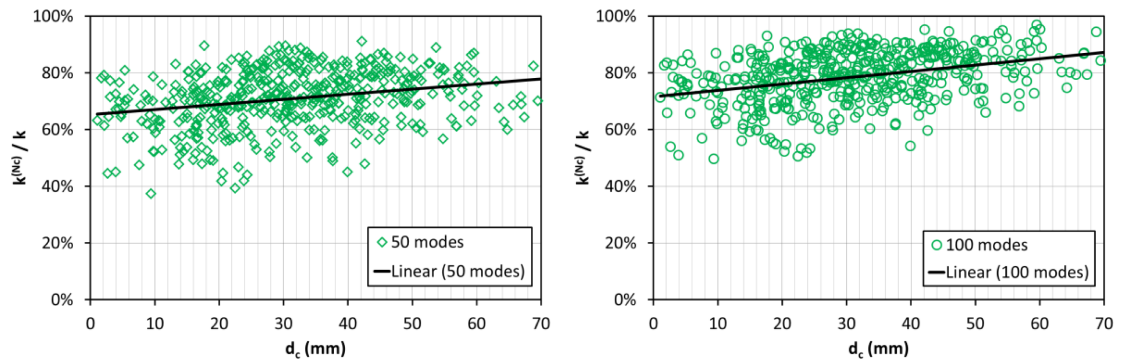 100%
80%
60%
40%
20%
0%
k(Nc) / k
0 10 20 30 40 50 60 70
dc (mm)
50 modes
Linear (50 modes)
100%
80%
60%
40%
20%
0%
k(Nc) / k
0 10 20 30 40 50 60 70
dc (mm)
100 modes
Linear (100 modes)